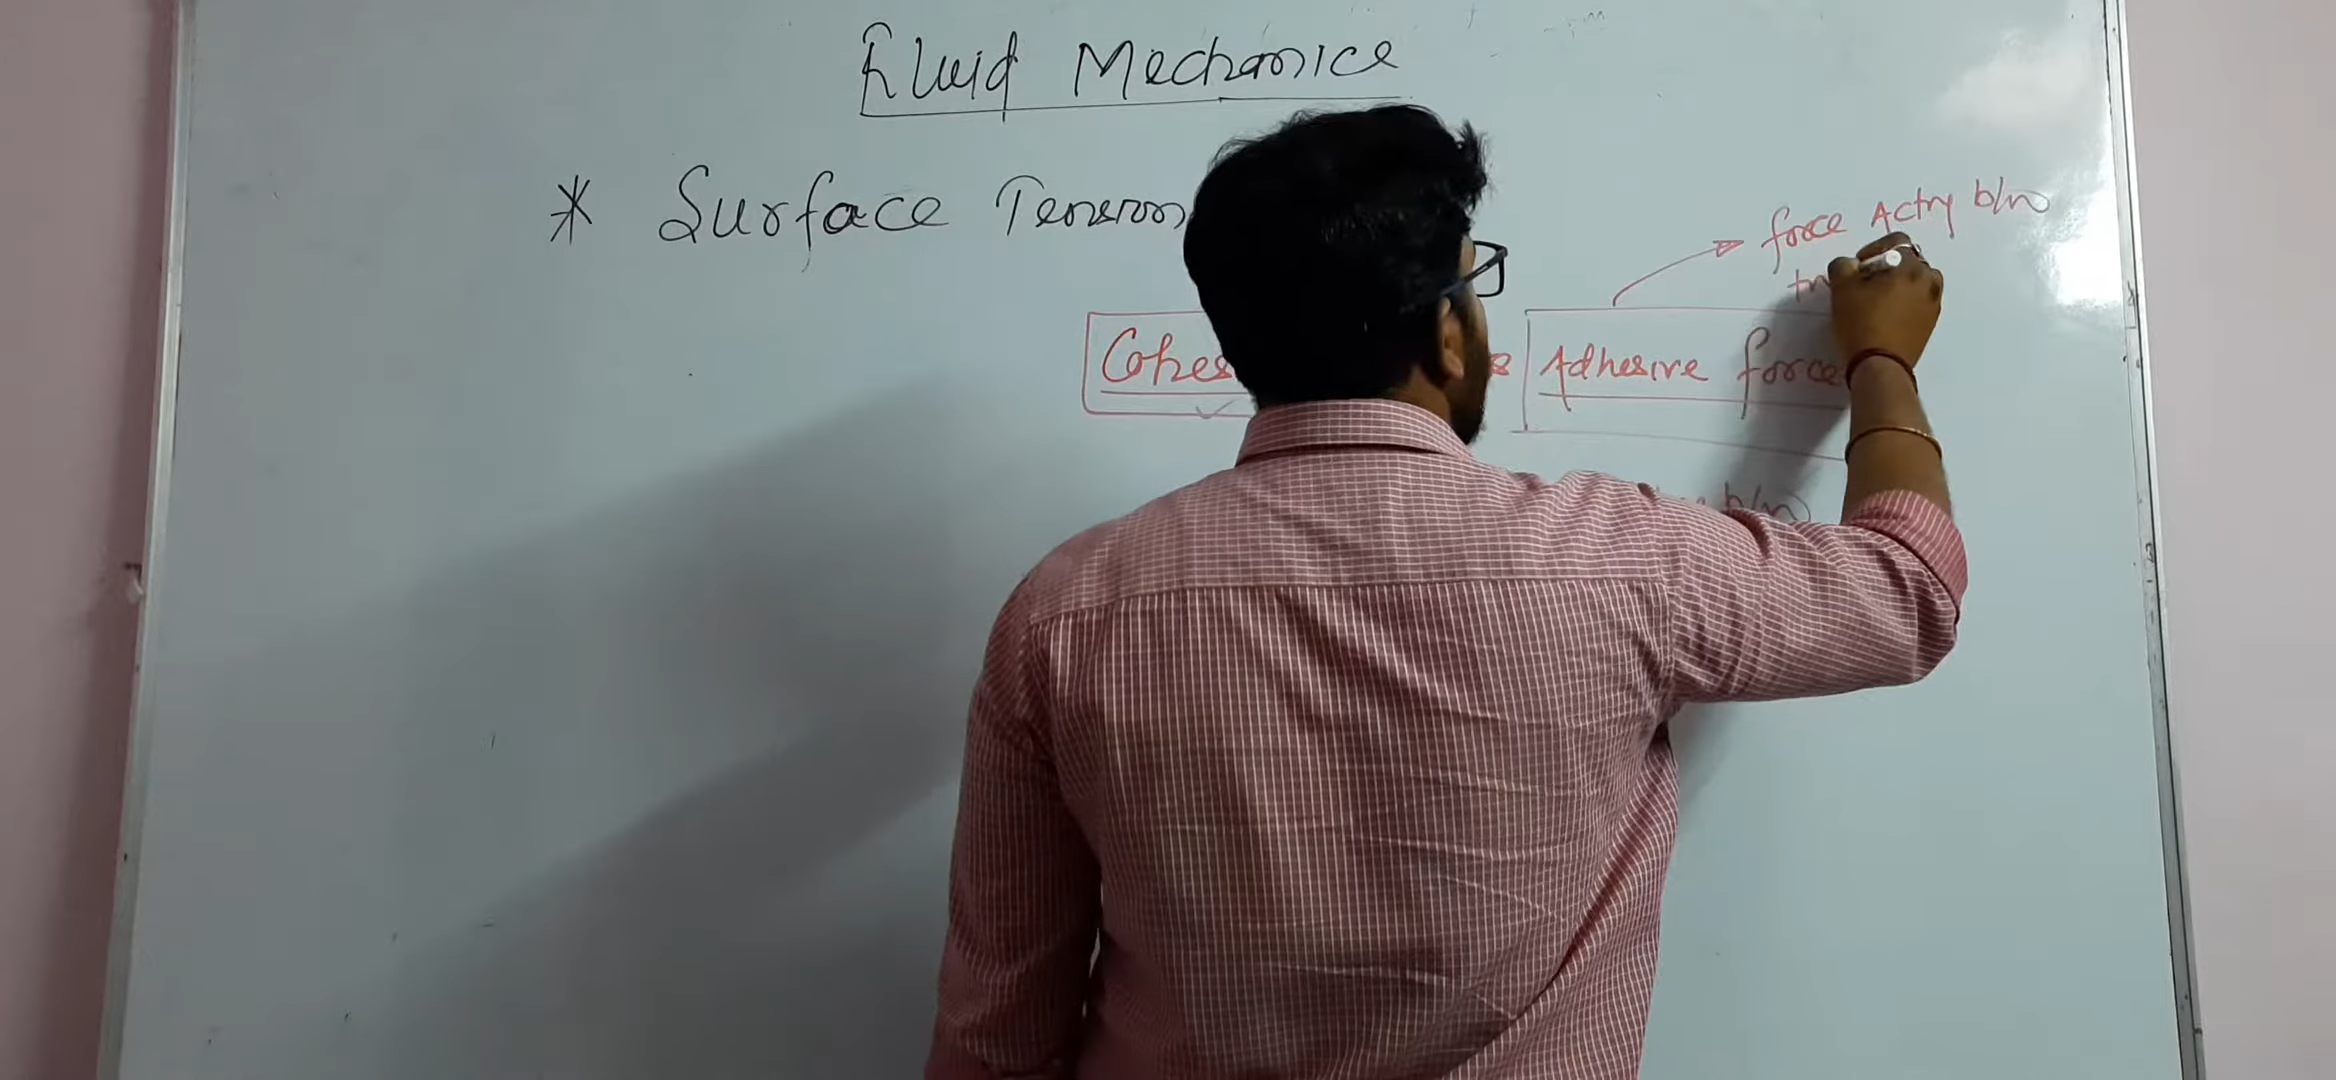 Fluid Mechanics
* Surface Tension
force Acting b/n
Cohes
Adhesive force
b/n